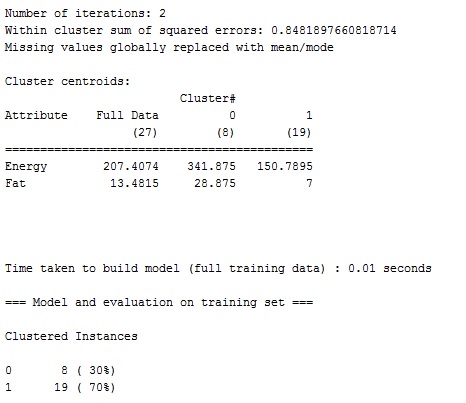 Number of iterations: 2
Within cluster sum of squared errors: 0.8481897660818714
Missing values globally replaced with mean/mode
Cluster centroids:
Cluster#
Attribute Full Data 0 1
(27) (8) (19)
=================================================
Energy 207.4074 341.875 150.7895
Fat 13.4815 28.875 7
Time taken to build model (full training data) : 0.01 seconds
=== Model and evaluation on training set ===
Clustered Instances
0 8 ( 30%)
1 19 ( 70%)